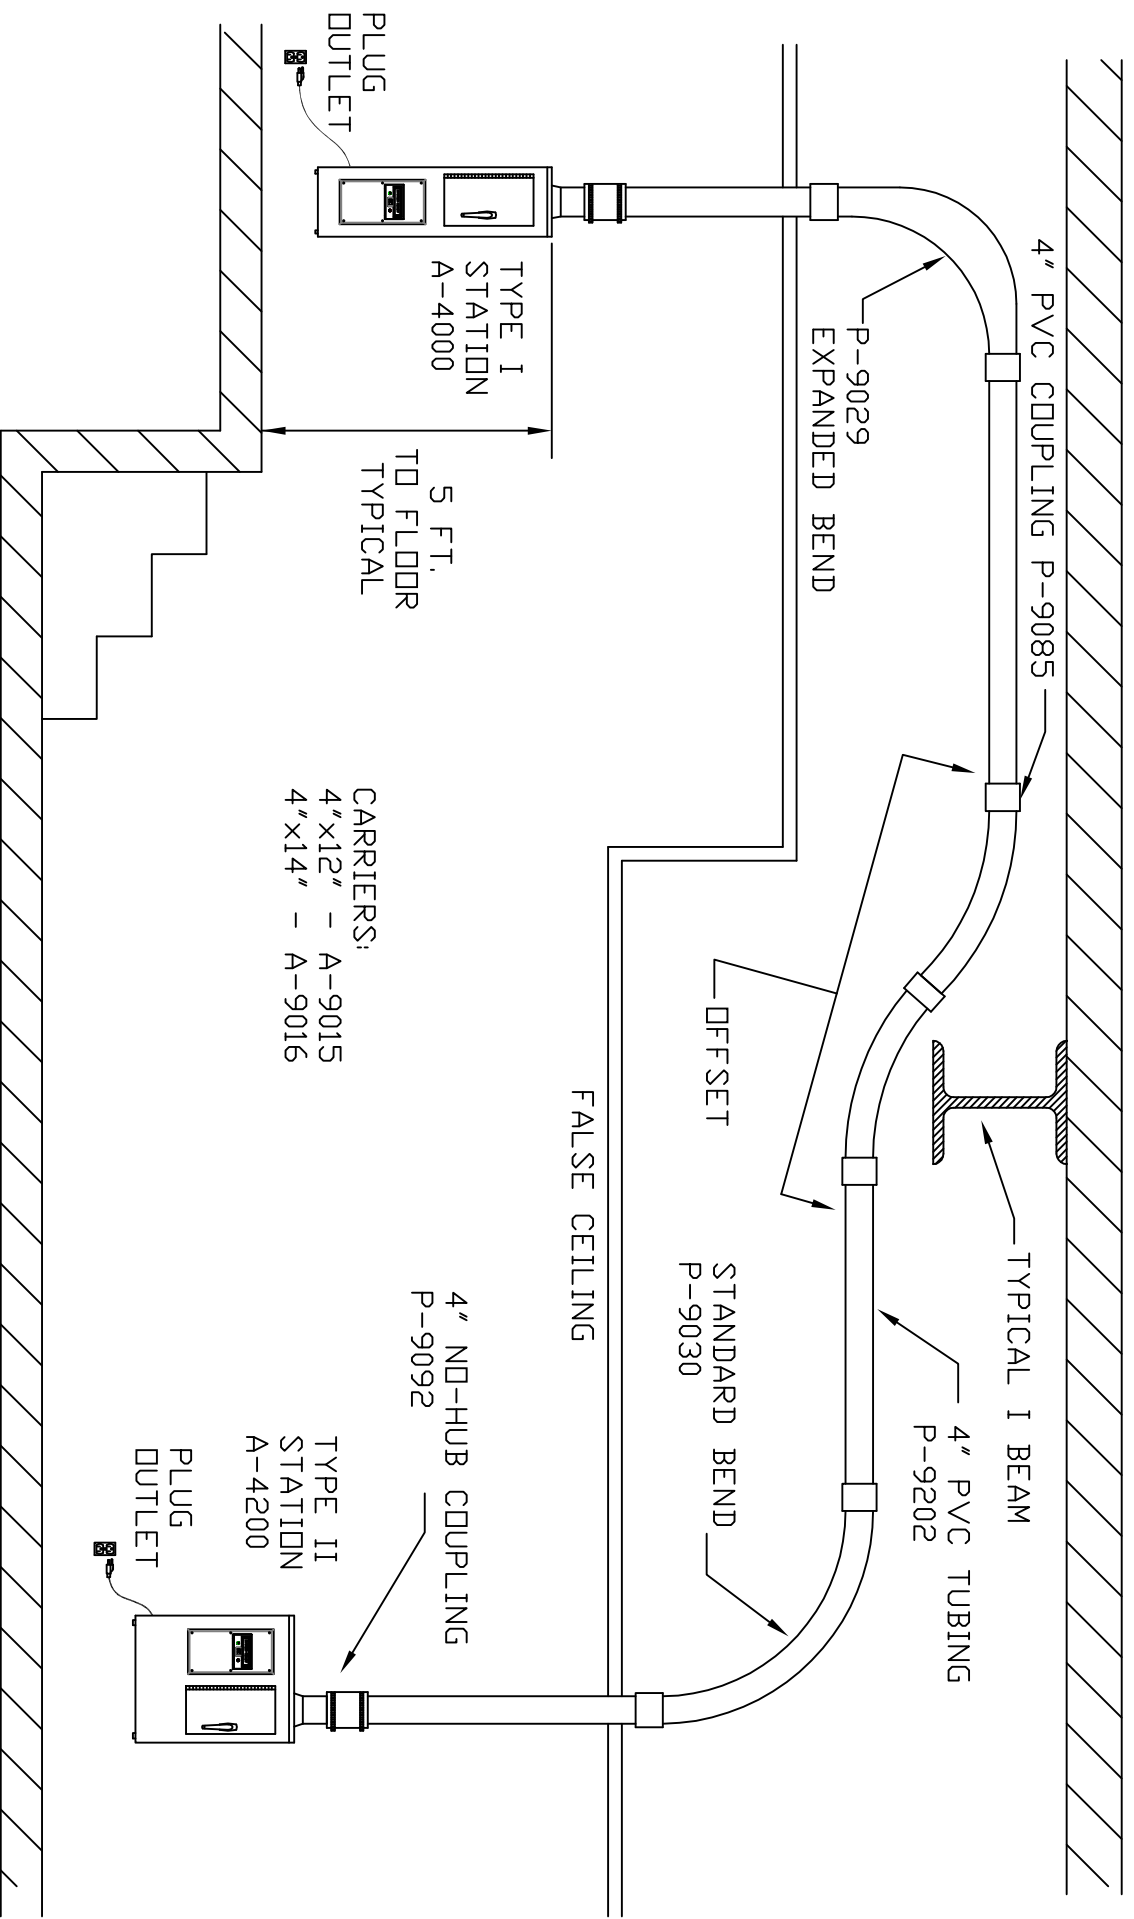 4" PVC COUPLING P-9085
TYPICAL I BEAM
4" PVC TUBING
P-9202
P-9029
EXPANDED BEND
OFFSET
STANDARD BEND
P-9030
FALSE CEILING
PLUG
OUTLET
TYPE I
STATION
A-4000
5 FT.
TO FLOOR
TYPICAL
CARRIERS:
4"x12" - A-9015
4"x14" - A-9016
4" NO-HUB COUPLING
P-9092
TYPE II
STATION
A-4200
PLUG
OUTLET